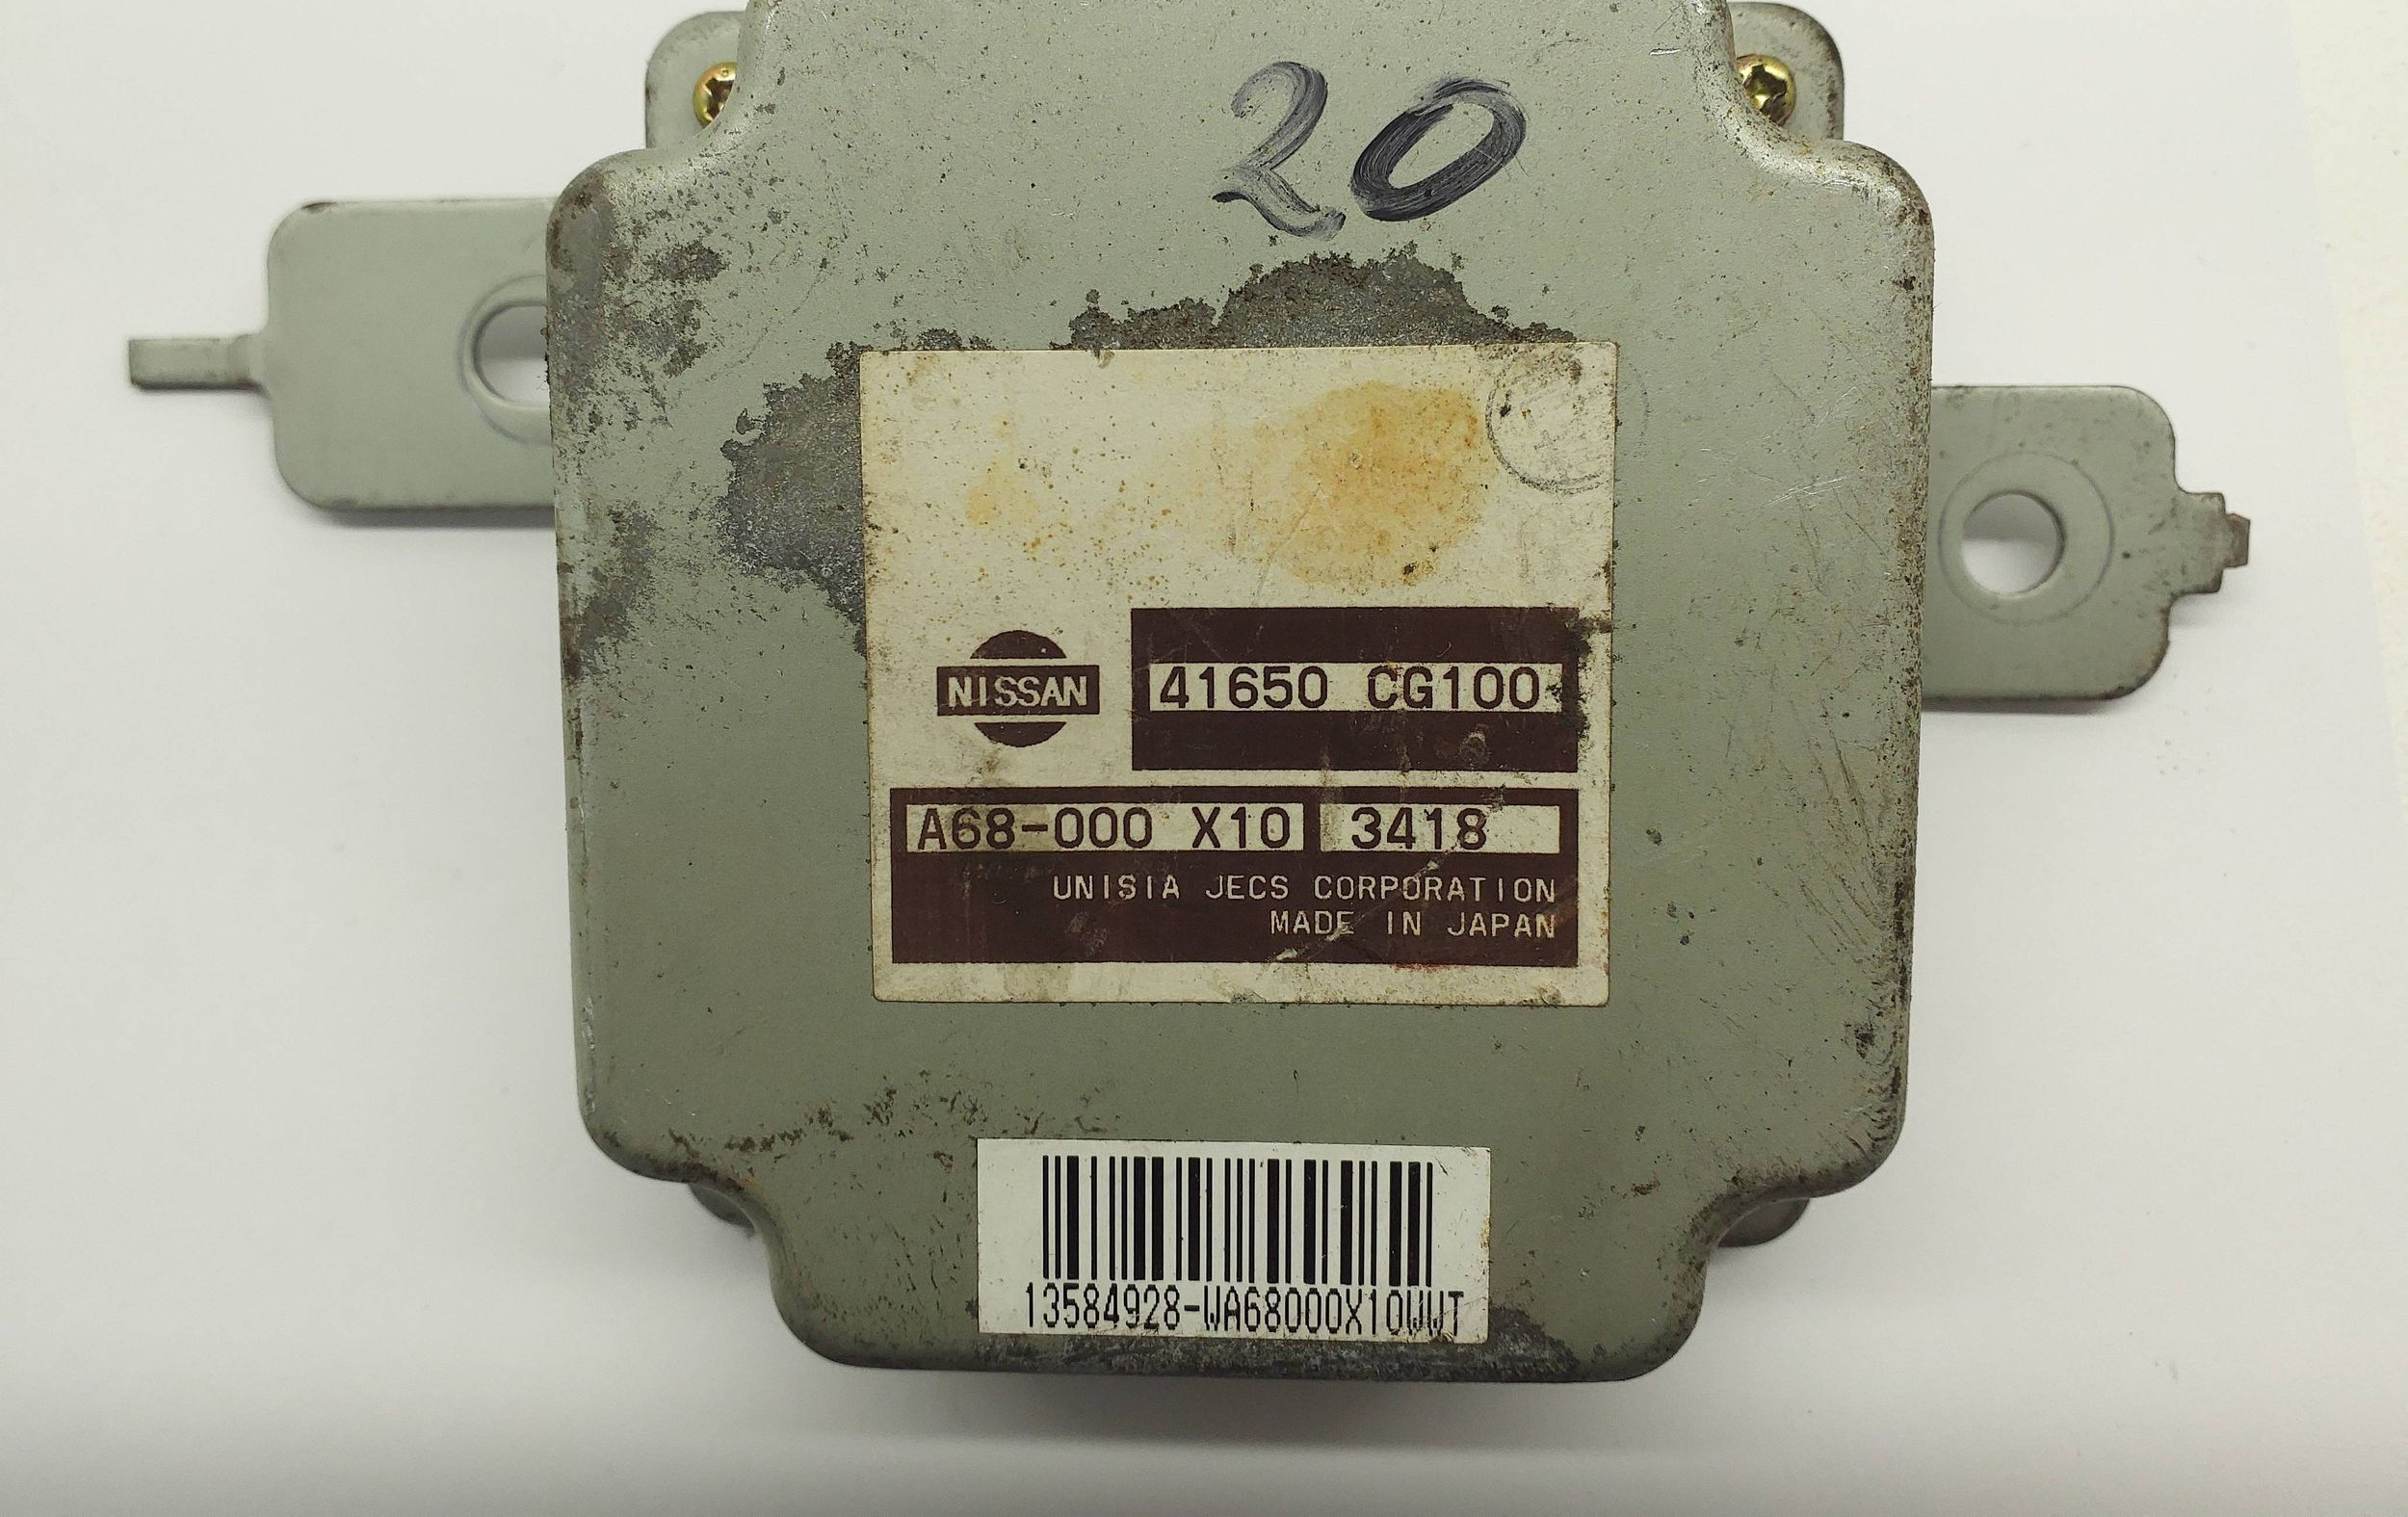 20
NISSAN
41650 CG100
A68-000 X10 3418
UNISIA JECS CORPORATION
MADE IN JAPAN
13584928-WA68000X10WWT